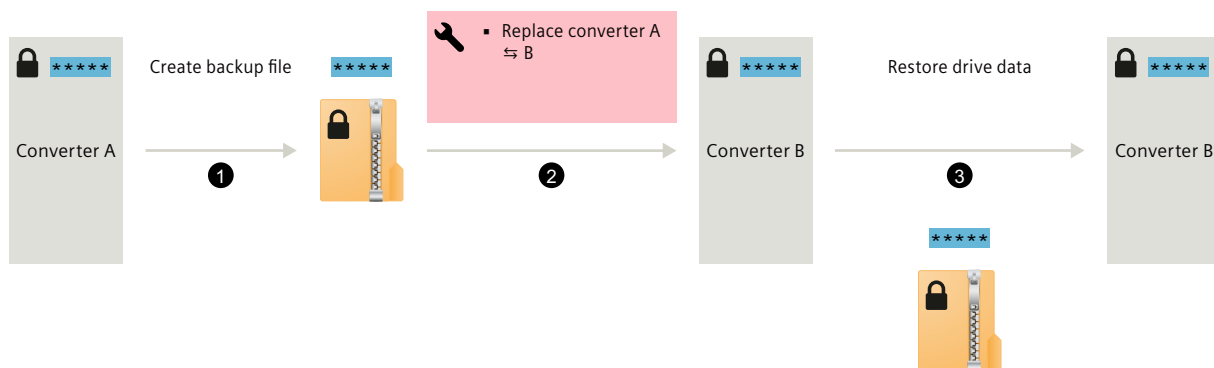 ▪ Replace converter A
⇆ B
*****
Create backup file
*****
*****
Restore drive data
*****
Converter A
Converter B
Converter B
1
2
3
*****